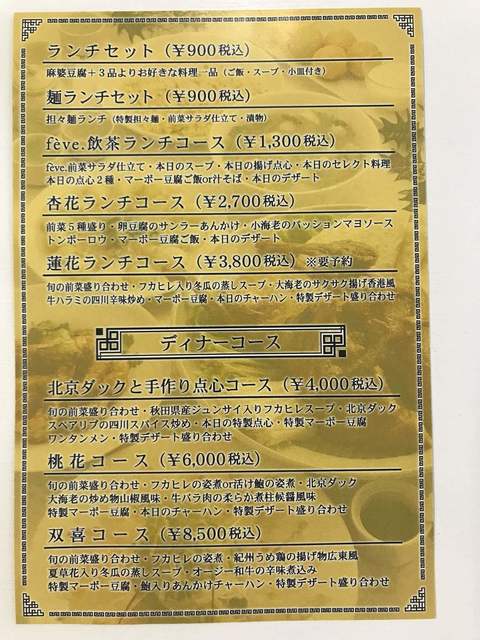 ランチセット（￥900税込）
麻婆豆腐＋３品よりお好きな料理一品（ご飯・スープ・小皿付き）
麺ランチセット（￥900税込）
担々麺ランチ（特製担々麺・前菜サラダ仕立て・漬物）
fève.飲茶ランチコース（￥1,300税込）
fève.前菜サラダ仕立て・本日のスープ・本日の揚げ点心・本日のセレクト料理
本日の点心２種・マーボー豆腐ご飯or汁そば・本日のデザート
杏花ランチコース（￥2,700税込）
前菜５種盛り・卵豆腐のサンラーあんかけ・小海老のパッションマヨソース
トンポーロウ・マーボー豆腐ご飯・本日のデザート
蓮花ランチコース（￥3,800税込）※要予約
旬の前菜盛り合わせ・フカヒレ入り冬瓜の蒸しスープ・大海老のサクサク揚げ香港風
牛ハラミの四川辛味炒め・マーボー豆腐・本日のチャーハン・特製デザート盛り合わせ
ディナーコース
北京ダックと手作り点心コース（￥4,000税込）
旬の前菜盛り合わせ・秋田県産ジュンサイ入りフカヒレスープ・北京ダック
スペアリブの四川スパイス炒め・本日の特製点心・特製マーボー豆腐
ワンタンメン・特製デザート盛り合わせ
桃花コース（￥6,000税込）
旬の前菜盛り合わせ・フカヒレの姿煮or活け鮑の姿煮・北京ダック
大海老の炒め物山椒風味・牛バラ肉の柔らか煮柱候醤風味
特製マーボー豆腐・本日のチャーハン・特製デザート盛り合わせ
双喜コース（￥8,500税込）
旬の前菜盛り合わせ・フカヒレの姿煮・紀州うめ鶏の揚げ物広東風
夏草花入り冬瓜の蒸しスープ・オージー和牛の辛味煮込み
特製マーボー豆腐・鮑入りあんかけチャーハン・特製デザート盛り合わせ